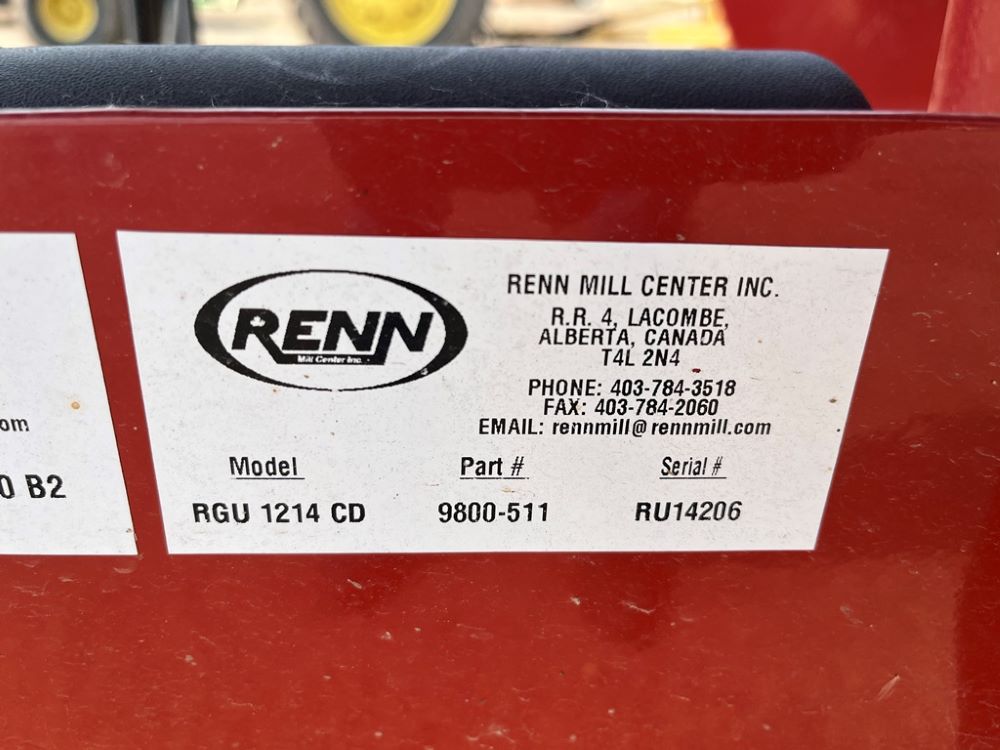 om
0 B2
RENN
Mill Center Inc.
RENN MILL CENTER INC.
R.R. 4, LACOMBE,
ALBERTA, CANADA
T4L 2N4
PHONE: 403-784-3518
FAX: 403-784-2060
EMAIL: rennmill@rennmill.com
Model Part # Serial #
RGU 1214 CD 9800-511 RU14206